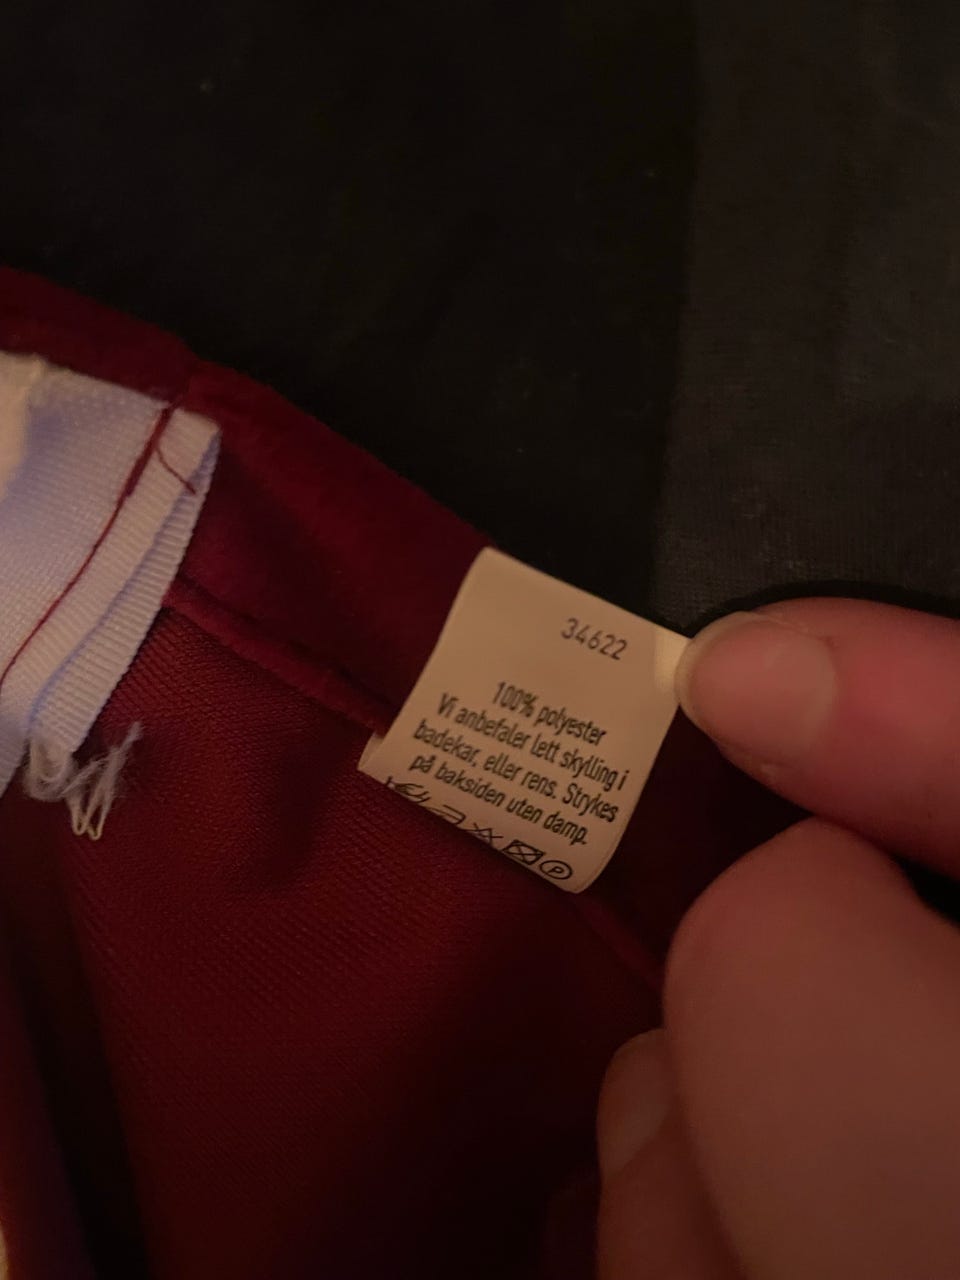 34622
100% polyester
Vi anbefaler lett skylling i
badekar, eller rens. Strykes
på baksiden uten damp.
P